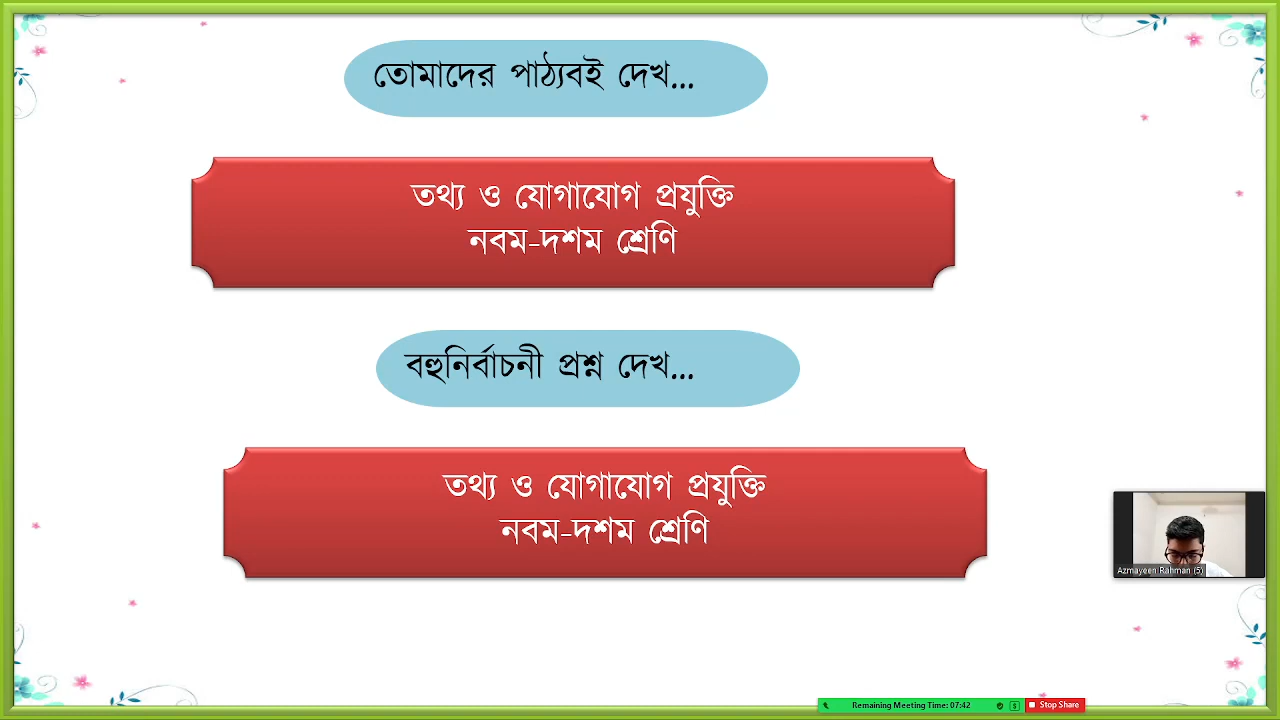 তোমাদের পাঠ্যবই দেখ...
তথ্য ও যোগাযোগ প্রযুক্তি
নবম-দশম শ্রেণি
বহুনির্বাচনী প্রশ্ন দেখ...
তথ্য ও যোগাযোগ প্রযুক্তি
নবম-দশম শ্রেণি
Azmayeen Rahman (5)
Remaining Meeting Time: 07:42
Stop Share